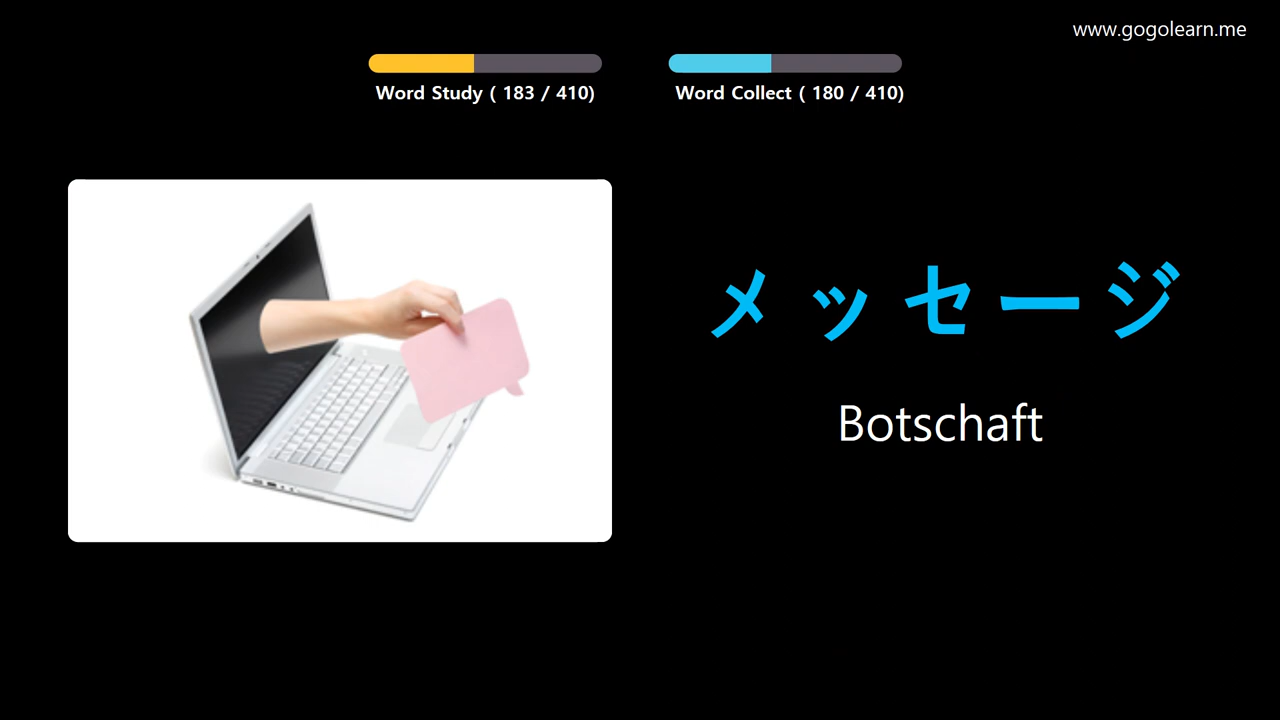 www.gogolearn.me
Word Study ( 183 / 410)
Word Collect ( 180 / 410)
メッセージ
Botschaft